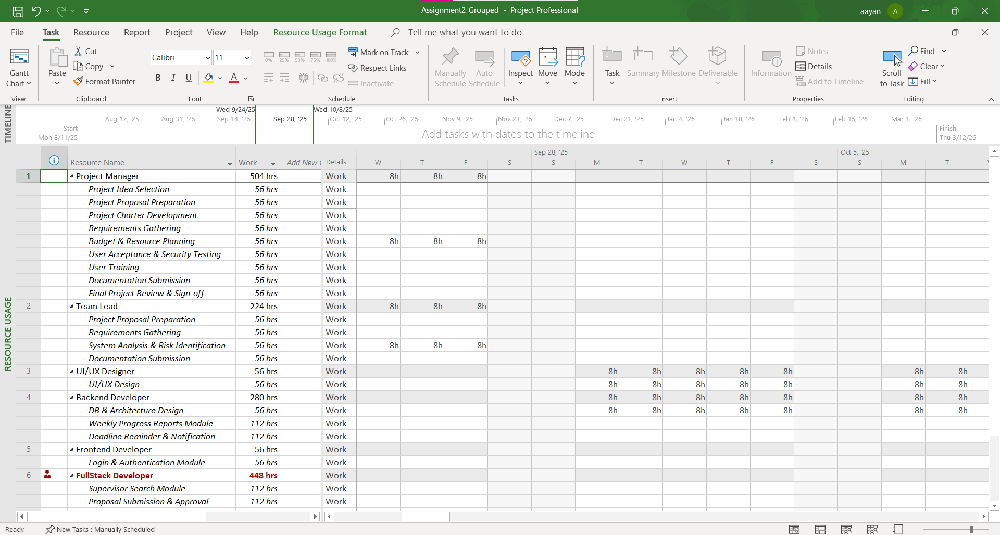 Assignment2_Grouped - Project Professional
aayan A
File Task Resource Report Project View Help Resource Usage Format Tell me what you want to do
Gantt Chart
View
Paste
Cut
Copy
Format Painter
Clipboard
Calibri 11
B I U A
Font
0% 25% 50% 75% 100%
Mark on Track
Respect Links
Inactivate
Schedule
Manually Schedule
Auto Schedule
Inspect
Move
Mode
Tasks
Task
Summary
Milestone
Deliverable
Insert
Information
Notes
Details
Add to Timeline
Properties
Scroll to Task
Find
Clear
Fill
Editing
TIMELINE
Wed 9/24/25 Wed 10/8/25
Aug 17, '25 Aug 31, '25 Sep 14, '25 Sep 28, '25 Oct 12, '25 Oct 26, '25 Nov 9, '25 Nov 23, '25 Dec 7, '25 Dec 21, '25 Jan 4, '26 Jan 18, '26 Feb 1, '26 Feb 15, '26 Mar 1, '26
Start
Mon 8/11/25
Add tasks with dates to the timeline
Finish
Thu 3/12/26
RESOURCE USAGE
Sep 28, '25 Oct 5, '25
Resource Name Work Add New Details W T F S S M T W T F S S M T
1 Project Manager 504 hrs Work 8h 8h 8h
Project Idea Selection 56 hrs Work
Project Proposal Preparation 56 hrs Work
Project Charter Development 56 hrs Work
Requirements Gathering 56 hrs Work
Budget & Resource Planning 56 hrs Work 8h 8h 8h
User Acceptance & Security Testing 56 hrs Work
User Training 56 hrs Work
Documentation Submission 56 hrs Work
Final Project Review & Sign-off 56 hrs Work
2 Team Lead 224 hrs Work 8h 8h 8h
Project Proposal Preparation 56 hrs Work
Requirements Gathering 56 hrs Work
System Analysis & Risk Identification 56 hrs Work 8h 8h 8h
Documentation Submission 56 hrs Work
3 UI/UX Designer 56 hrs Work 8h 8h 8h 8h 8h 8h 8h
UI/UX Design 56 hrs Work 8h 8h 8h 8h 8h 8h 8h
4 Backend Developer 280 hrs Work 8h 8h 8h 8h 8h 8h 8h
DB & Architecture Design 56 hrs Work 8h 8h 8h 8h 8h 8h 8h
Weekly Progress Reports Module 112 hrs Work
Deadline Reminder & Notification 112 hrs Work
5 Frontend Developer 56 hrs Work
Login & Authentication Module 56 hrs Work
6 FullStack Developer 448 hrs Work
Supervisor Search Module 112 hrs Work
Proposal Submission & Approval 112 hrs Work
Ready New Tasks : Manually Scheduled